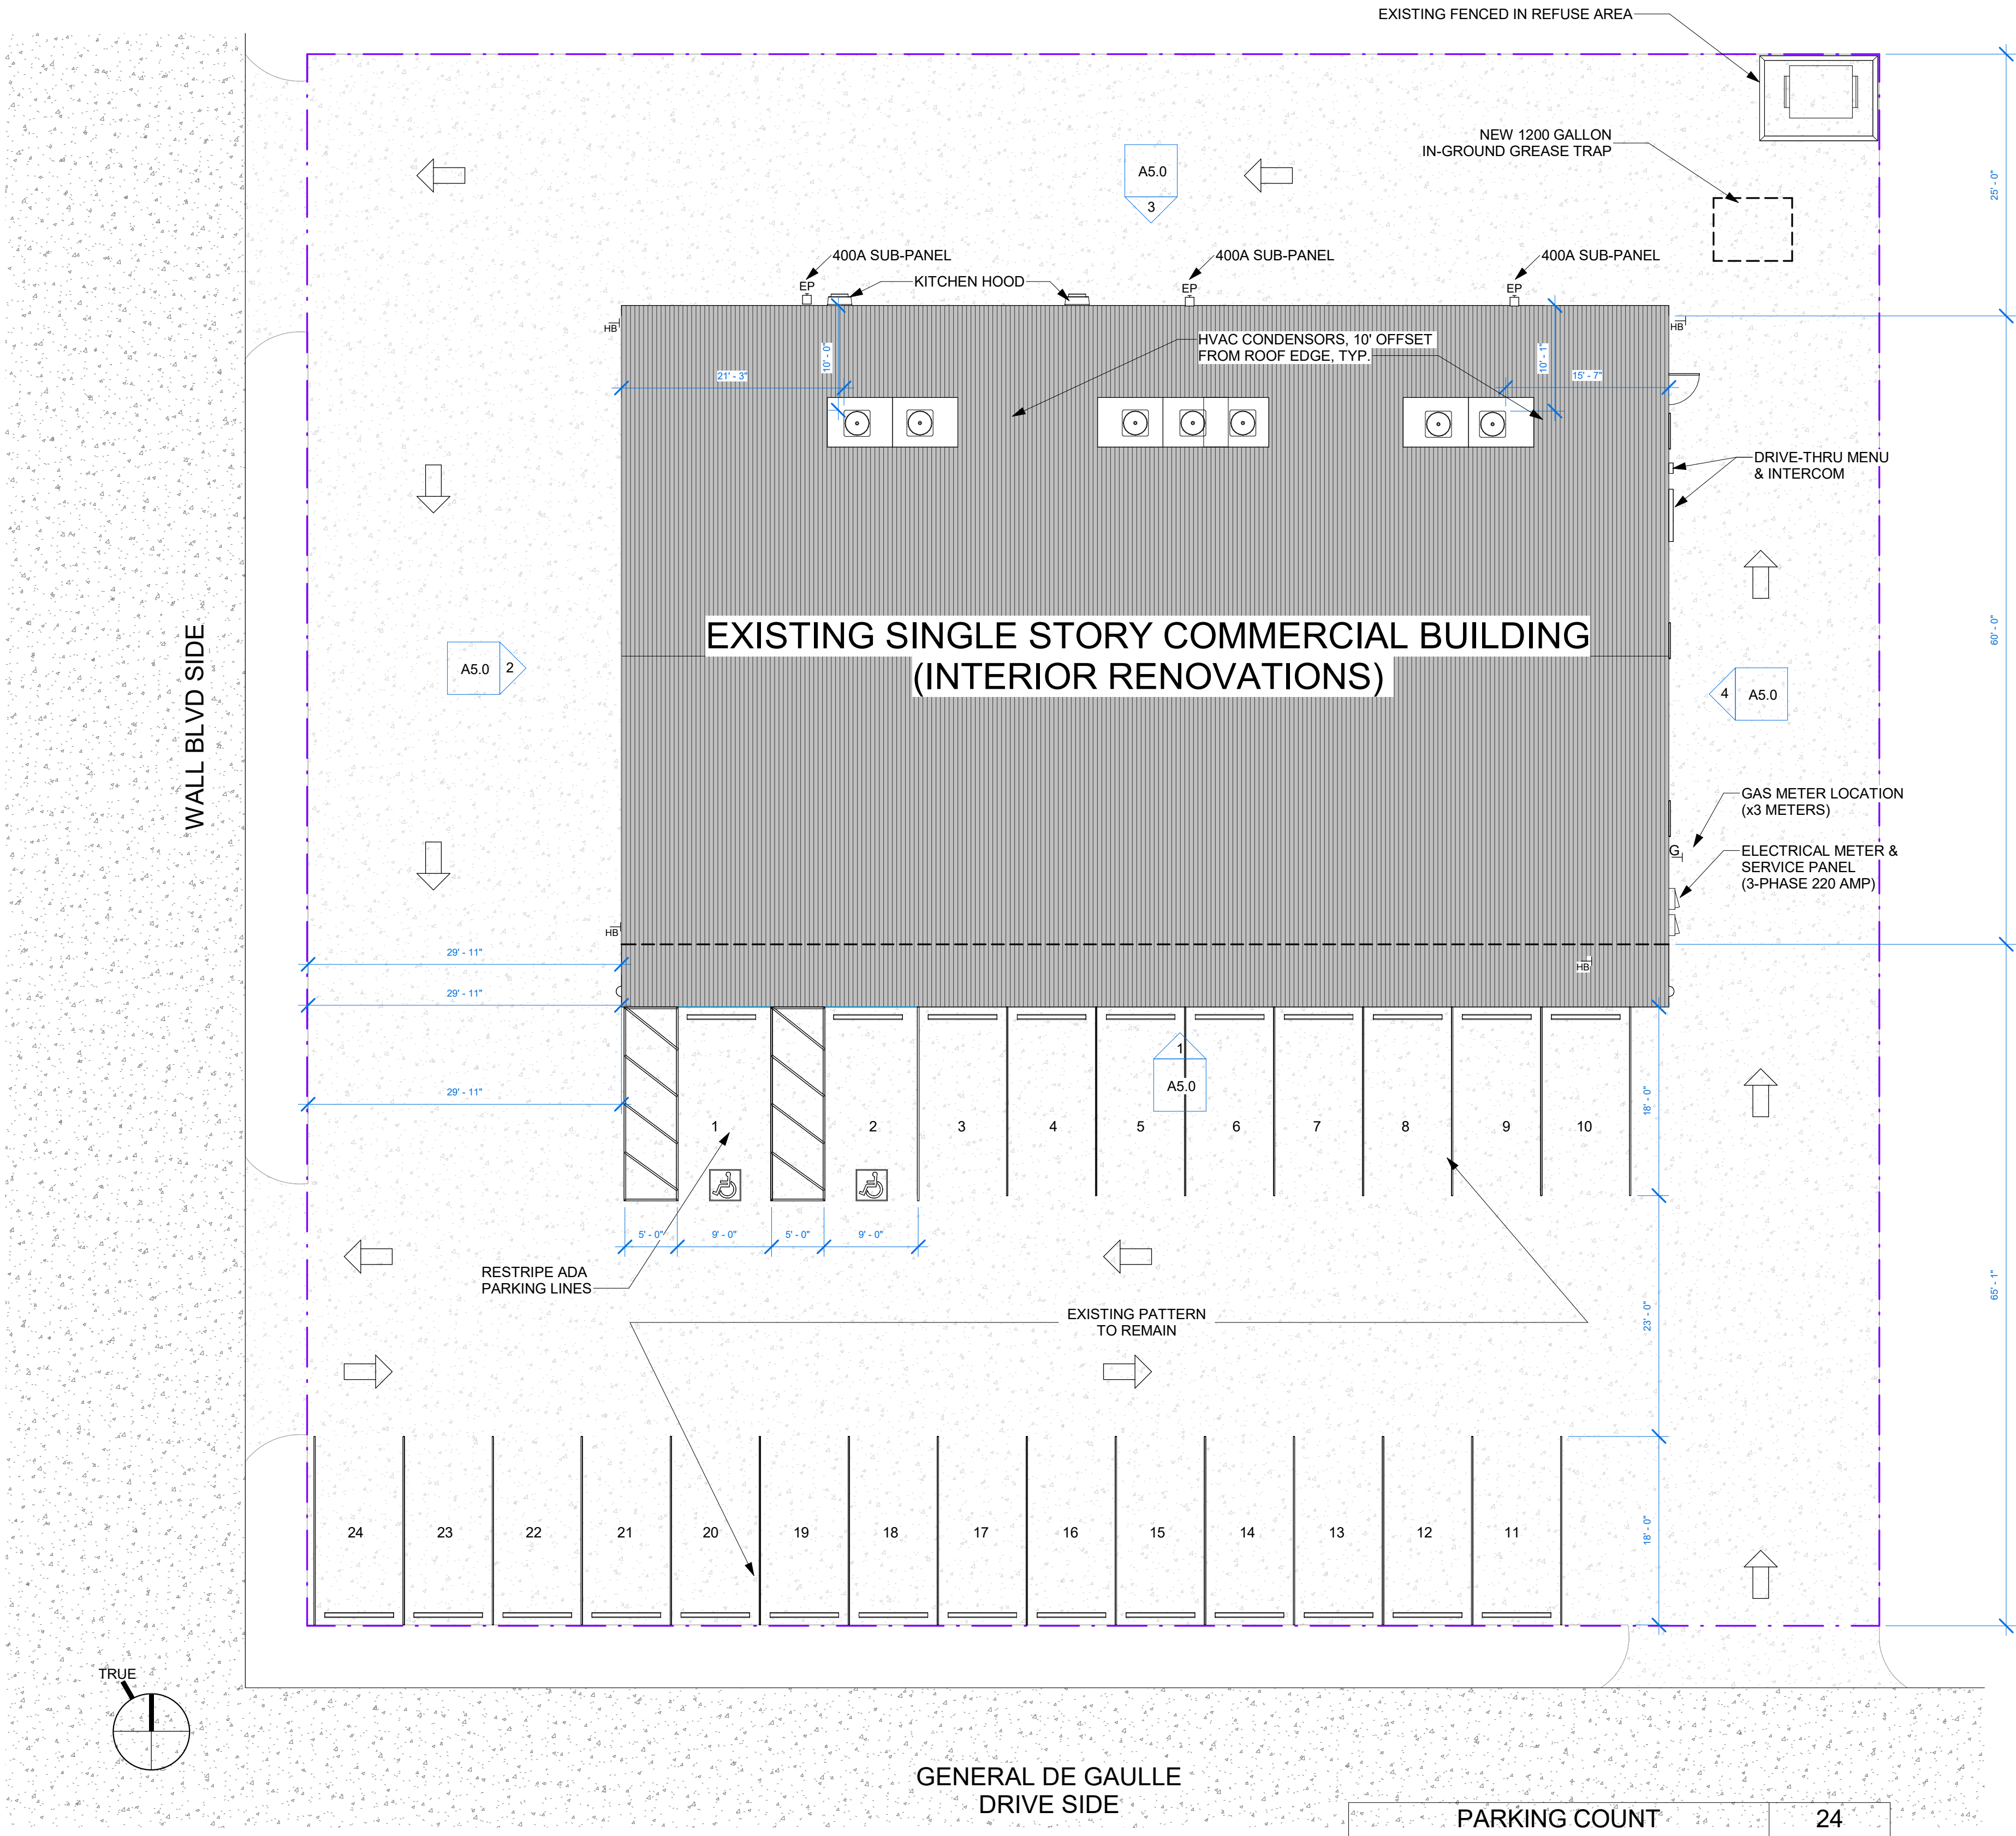 EXISTING FENCED IN REFUSE AREA
NEW 1200 GALLON
IN-GROUND GREASE TRAP
25' - 0"
A5.0
3
400A SUB-PANEL
400A SUB-PANEL
400A SUB-PANEL
KITCHEN HOOD
EP
EP
EP
HB
HB
HVAC CONDENSORS, 10' OFFSET
FROM ROOF EDGE, TYP.
10' - 0"
10' - 1"
21' - 3"
15' - 7"
DRIVE-THRU MENU
& INTERCOM
EXISTING SINGLE STORY COMMERCIAL BUILDING
(INTERIOR RENOVATIONS)
60' - 0"
WALL BLVD SIDE
A5.0
2
4
A5.0
GAS METER LOCATION
(x3 METERS)
G
ELECTRICAL METER &
SERVICE PANEL
(3-PHASE 220 AMP)
HB
HB
29' - 11"
29' - 11"
29' - 11"
1
A5.0
18' - 0"
1
2
3
4
5
6
7
8
9
10
5' - 0"
9' - 0"
5' - 0"
9' - 0"
RESTRIPE ADA
PARKING LINES
EXISTING PATTERN
TO REMAIN
23' - 0"
65' - 1"
24
23
22
21
20
19
18
17
16
15
14
13
12
11
18' - 0"
TRUE
GENERAL DE GAULLE
DRIVE SIDE
PARKING COUNT
24